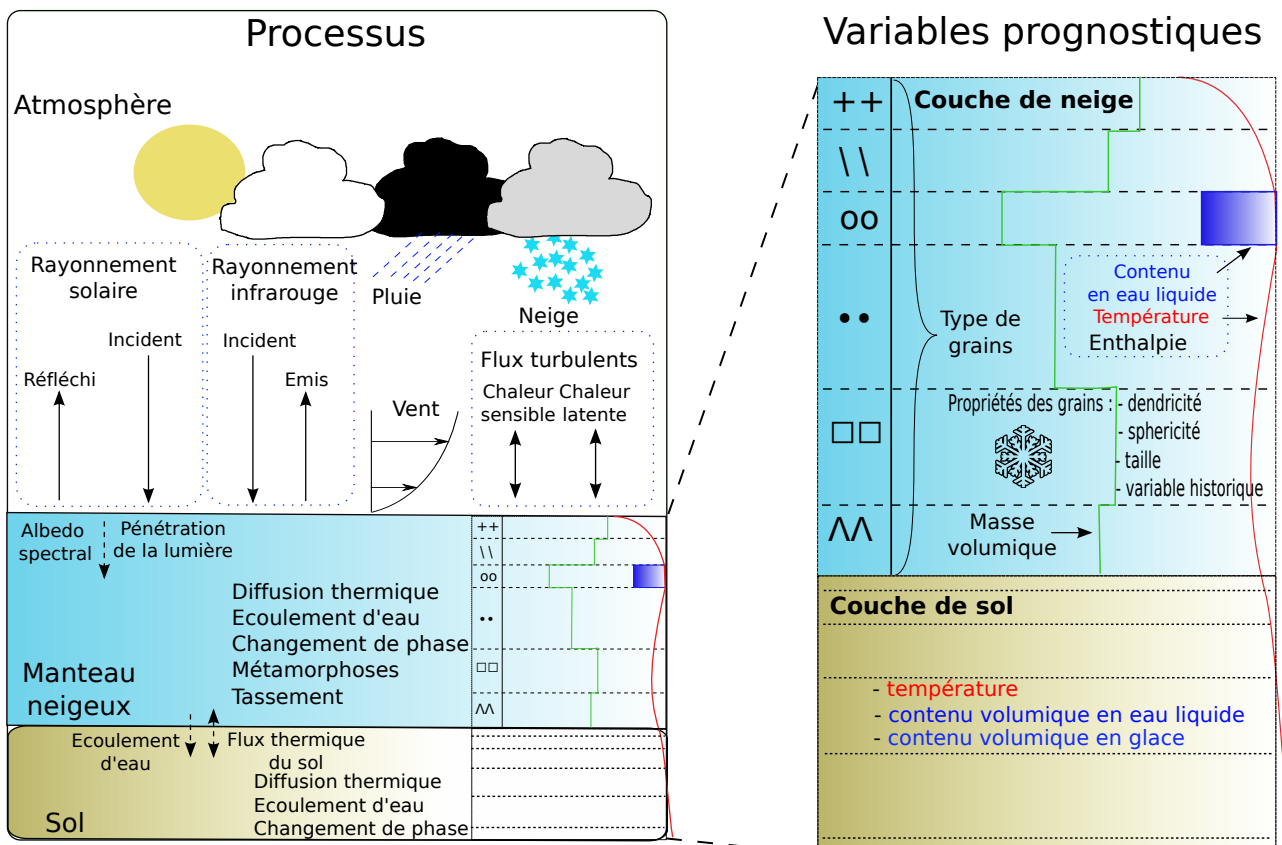 Processus
Atmosphère
Rayonnement
solaire
Réfléchi
Incident
Rayonnement
infrarouge
Incident
Emis
Pluie
Neige
Vent
Flux turbulents
Chaleur Chaleur
sensible latente
Albedo
spectral
Pénétration
de la lumière
Diffusion thermique
Ecoulement d'eau
Changement de phase
Métamorphoses
Tassement
Manteau
neigeux
++
\ \
oo
••
□□
ΛΛ
Ecoulement
d'eau
Flux thermique
du sol
Diffusion thermique
Ecoulement d'eau
Changement de phase
Sol
Variables prognostiques
Couche de neige
++
\ \
oo
••
□□
ΛΛ
Type de
grains
Contenu
en eau liquide
Température
Enthalpie
Propriétés des grains : - dendricité
- sphericité
- taille
- variable historique
Masse
volumique
Couche de sol
- température
- contenu volumique en eau liquide
- contenu volumique en glace